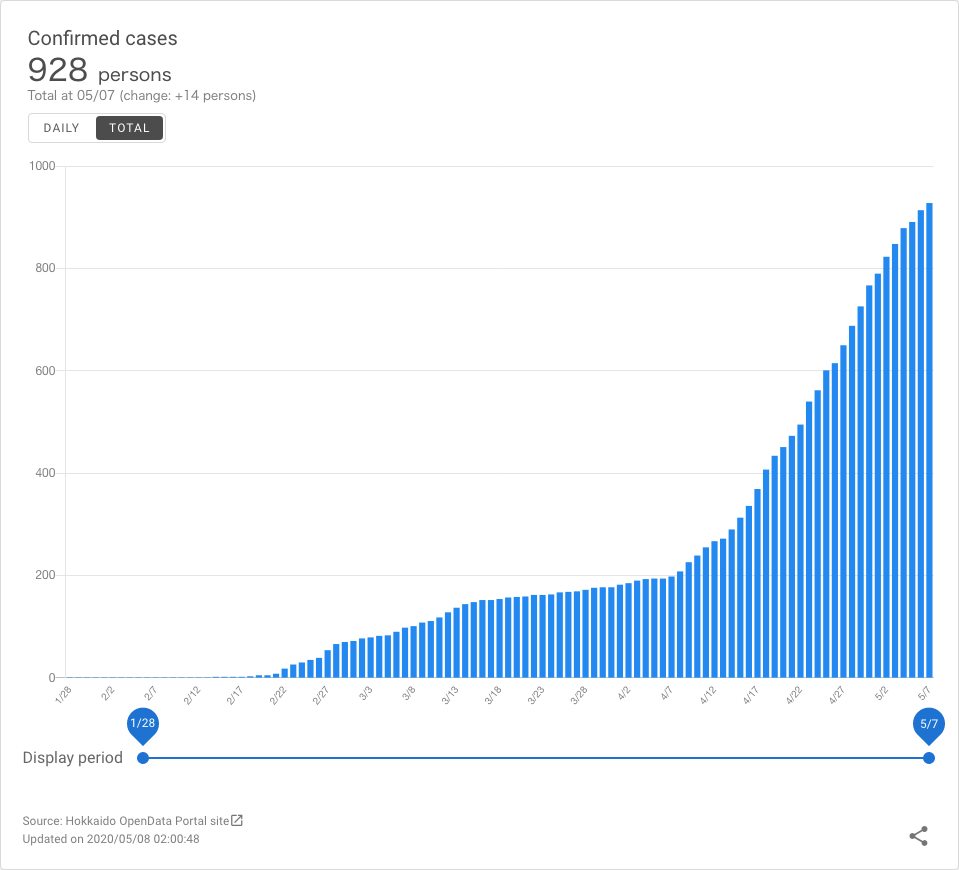 Confirmed cases
928 persons
Total at 05/07 (change: +14 persons)
DAILY TOTAL
1000
800
600
400
200
0
1/28 2/2 2/7 2/12 2/17 2/22 2/27 3/3 3/8 3/13 3/18 3/23 3/28 4/2 4/7 4/12 4/17 4/22 4/27 5/2 5/7
1/28 5/7
Display period
Source: Hokkaido OpenData Portal site
Updated on 2020/05/08 02:00:48